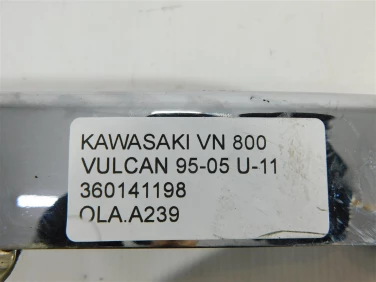 KAWASAKI VN 800
VULCAN 95-05 U-11
360141198
OLA.A239